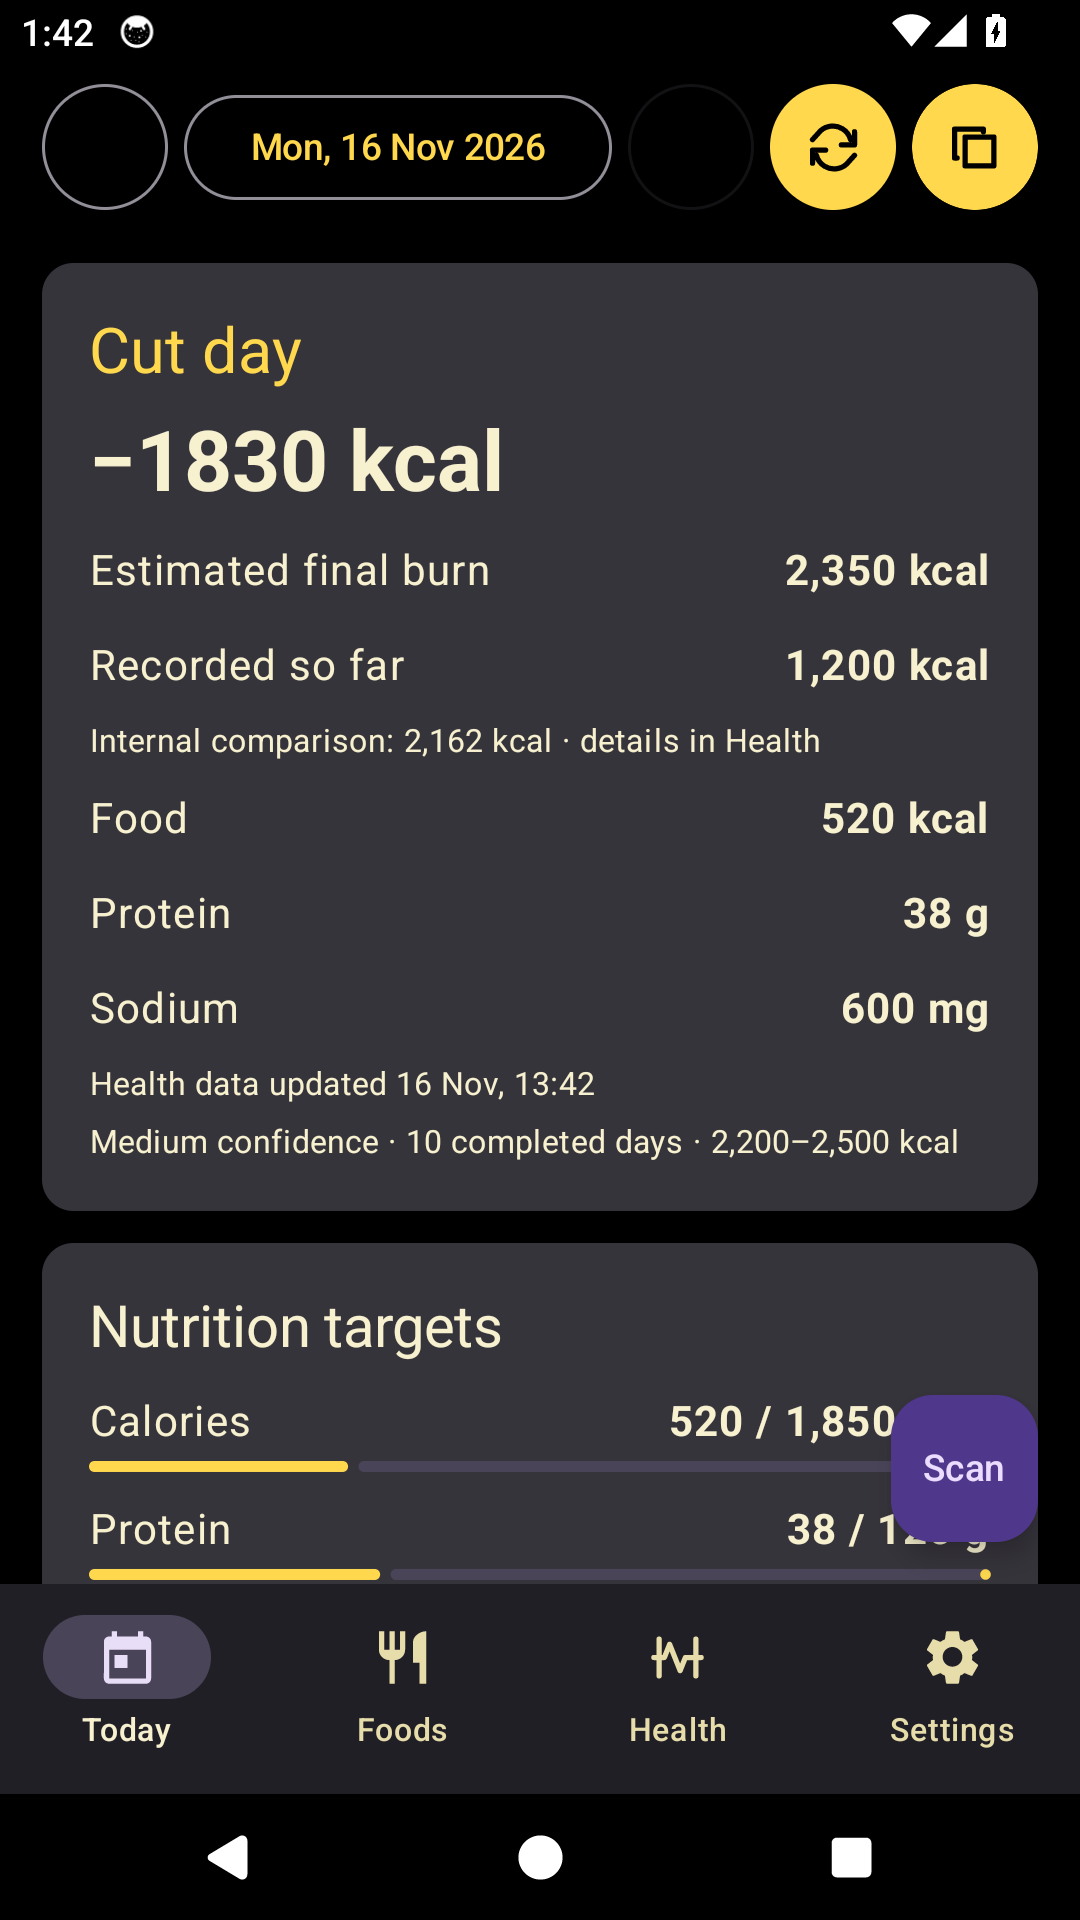 1:42
Mon, 16 Nov 2026
Cut day
−1830 kcal
Estimated final burn 2,350 kcal
Recorded so far 1,200 kcal
Internal comparison: 2,162 kcal · details in Health
Food 520 kcal
Protein 38 g
Sodium 600 mg
Health data updated 16 Nov, 13:42
Medium confidence · 10 completed days · 2,200–2,500 kcal
Nutrition targets
Calories 520 / 1,850
Scan
Protein 38 / g
Today Foods Health Settings